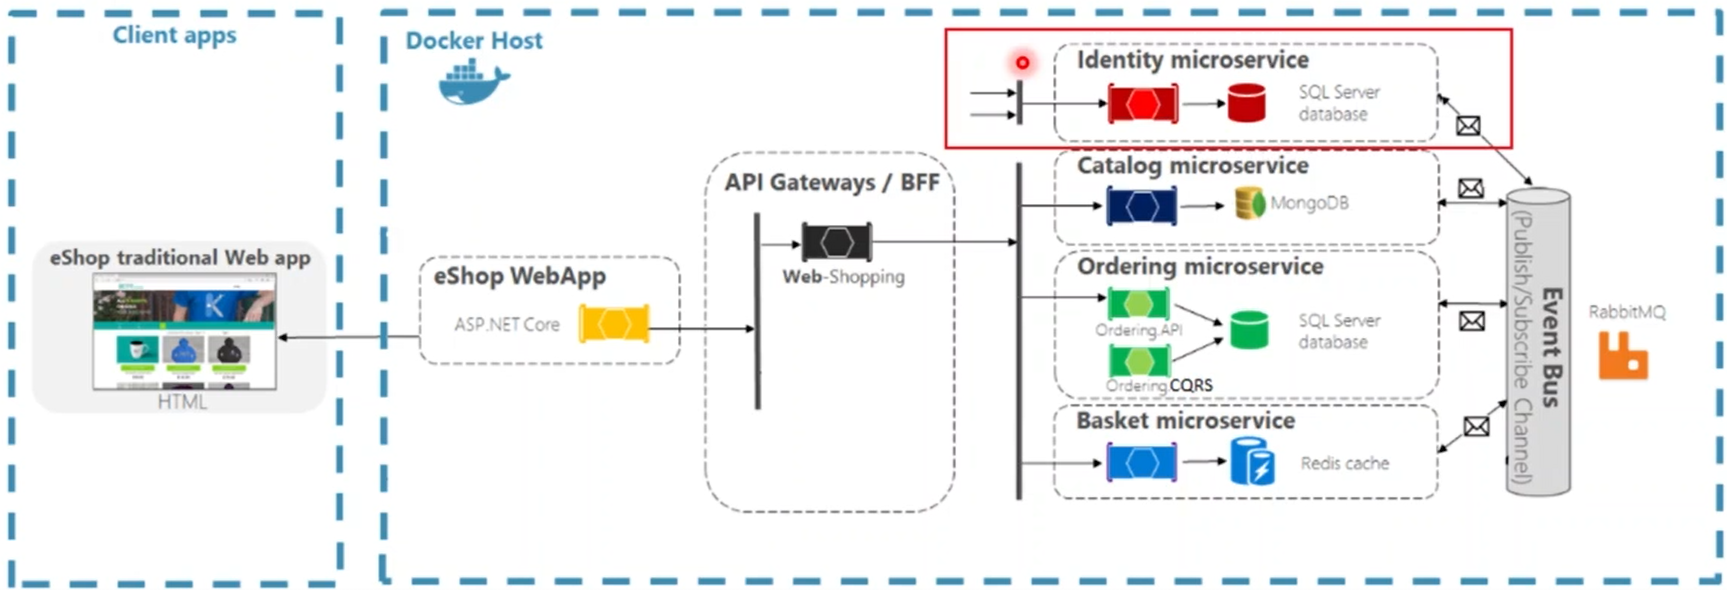 Client apps
eShop traditional Web app
HTML
Docker Host
eShop WebApp
ASP.NET Core
API Gateways / BFF
Web-Shopping
Identity microservice
SQL Server
database
Catalog microservice
MongoDB
Ordering microservice
Ordering.API
SQL Server
database
Ordering.CQRS
Basket microservice
Redis cache
Event Bus
(Publish/Subscribe Channel)
RabbitMQ